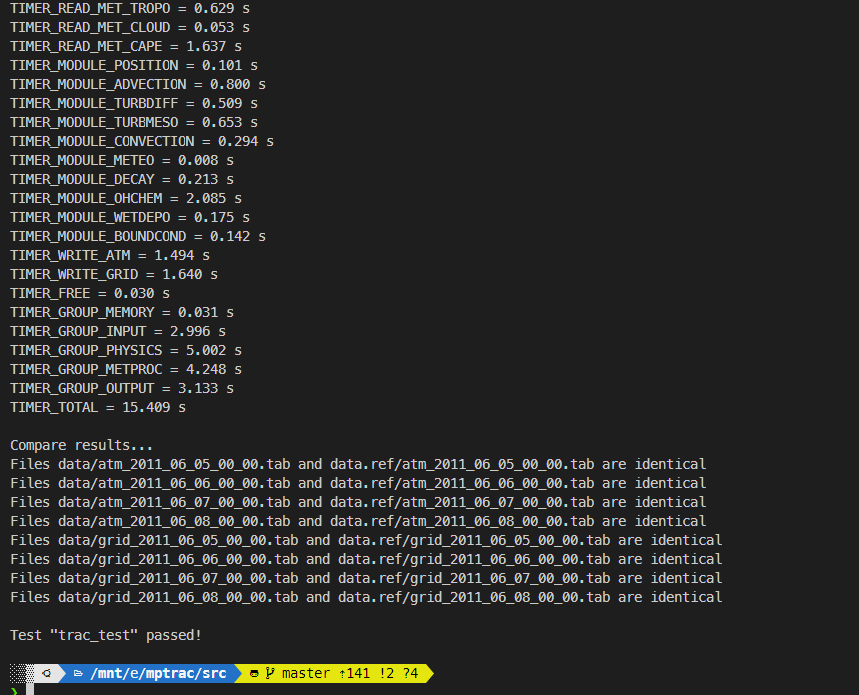 TIMER_READ_MET_TROPO = 0.629 s
TIMER_READ_MET_CLOUD = 0.053 s
TIMER_READ_MET_CAPE = 1.637 s
TIMER_MODULE_POSITION = 0.101 s
TIMER_MODULE_ADVECTION = 0.800 s
TIMER_MODULE_TURBDIFF = 0.509 s
TIMER_MODULE_TURBMESO = 0.653 s
TIMER_MODULE_CONVECTION = 0.294 s
TIMER_MODULE_METEO = 0.008 s
TIMER_MODULE_DECAY = 0.213 s
TIMER_MODULE_OHCHEM = 2.085 s
TIMER_MODULE_WETDEPO = 0.175 s
TIMER_MODULE_BOUNDCOND = 0.142 s
TIMER_WRITE_ATM = 1.494 s
TIMER_WRITE_GRID = 1.640 s
TIMER_FREE = 0.030 s
TIMER_GROUP_MEMORY = 0.031 s
TIMER_GROUP_INPUT = 2.996 s
TIMER_GROUP_PHYSICS = 5.002 s
TIMER_GROUP_METPROC = 4.248 s
TIMER_GROUP_OUTPUT = 3.133 s
TIMER_TOTAL = 15.409 s
Compare results...
Files data/atm_2011_06_05_00_00.tab and data.ref/atm_2011_06_05_00_00.tab are identical
Files data/atm_2011_06_06_00_00.tab and data.ref/atm_2011_06_06_00_00.tab are identical
Files data/atm_2011_06_07_00_00.tab and data.ref/atm_2011_06_07_00_00.tab are identical
Files data/atm_2011_06_08_00_00.tab and data.ref/atm_2011_06_08_00_00.tab are identical
Files data/grid_2011_06_05_00_00.tab and data.ref/grid_2011_06_05_00_00.tab are identical
Files data/grid_2011_06_06_00_00.tab and data.ref/grid_2011_06_06_00_00.tab are identical
Files data/grid_2011_06_07_00_00.tab and data.ref/grid_2011_06_07_00_00.tab are identical
Files data/grid_2011_06_08_00_00.tab and data.ref/grid_2011_06_08_00_00.tab are identical
Test "trac_test" passed!
/mnt/e/mptrac/src master ⇡141 !2 ?4
❯